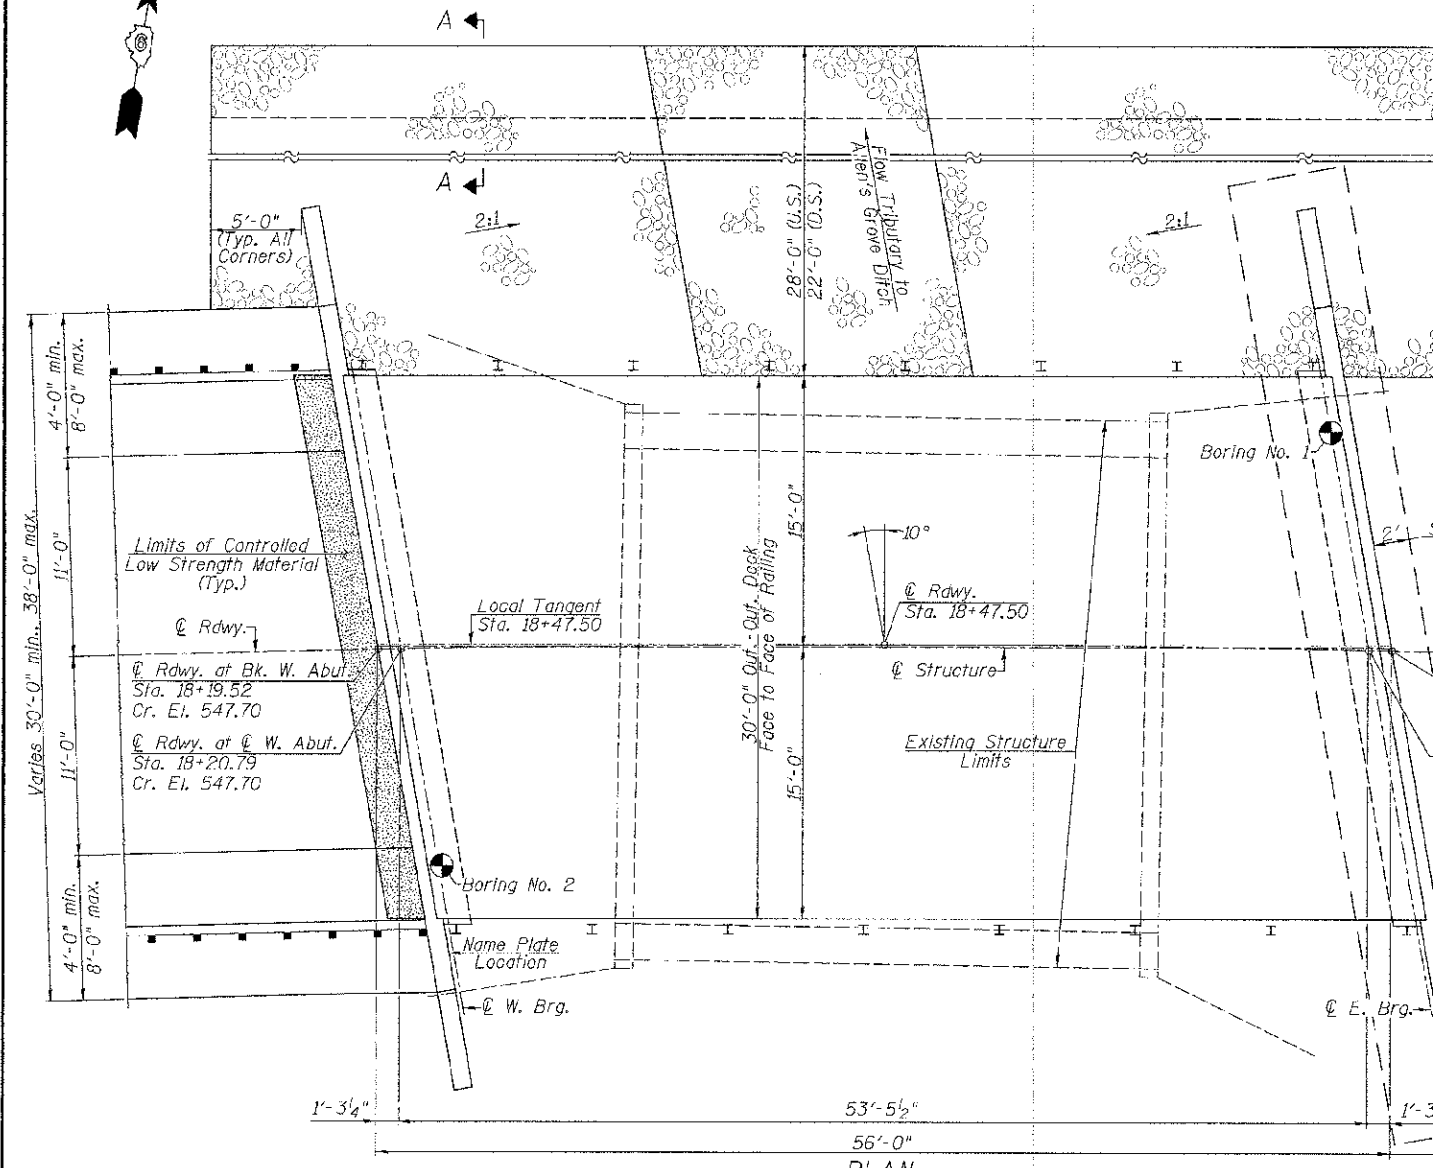 A
A
5'-0"
(Typ. All
Corners)
2:1
28'-0" (U.S.)
22'-0" (D.S.)
Flow Tributary to
Allen's Grove Ditch
2:1
4'-0" min.
8'-0" max.
Boring No. 1
Varies 30'-0" min., 38'-0" max.
11'-0"
Limits of Controlled
Low Strength Material
(Typ.)
15'-0"
10°
2'
℄ Rdwy.
Sta. 18+47.50
Local Tangent
Sta. 18+47.50
℄ Rdwy.
30'-0" Out.-Out. Deck
Face to Face of Railing
℄ Rdwy. at Bk. W. Abut.
Sta. 18+19.52
Cr. El. 547.70
℄ Structure
11'-0"
℄ Rdwy. at ℄ W. Abut.
Sta. 18+20.79
Cr. El. 547.70
15'-0"
Existing Structure
Limits
4'-0" min.
8'-0" max.
Boring No. 2
Name Plate
Location
℄ W. Brg.
℄ E. Brg.
1'-3¼"
53'-5½"
1'-3
56'-0"
PLAN